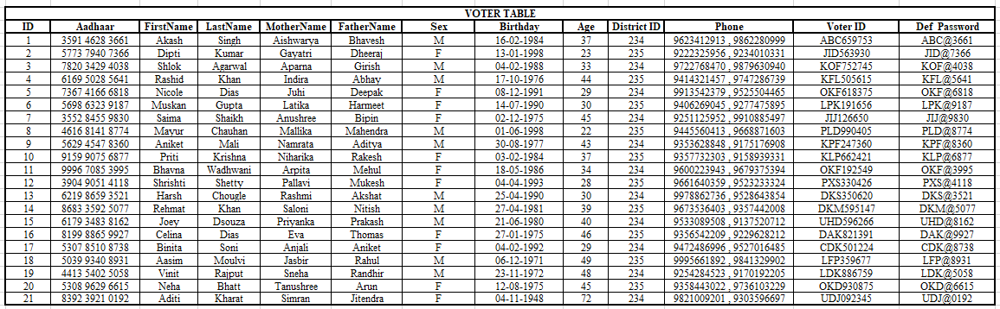 VOTER TABLE
ID Aadhaar FirstName LastName MotherName FatherName Sex Birthday Age District ID Phone Voter ID Def_Password
1 3591 4628 3661 Akash Singh Aishwarya Bhavesh M 16-02-1984 37 234 9623412913 , 9862280999 ABC659753 ABC@3661
2 5773 7940 7366 Dipti Kumar Gayatri Dheeraj F 13-01-1998 23 235 9222325956 , 9234010331 JID563930 JID@7366
3 7820 3429 4038 Shlok Agarwal Aparna Girish M 04-02-1988 33 234 9722768470 , 9879630940 KOF752745 KOF@4038
4 6169 5028 5641 Rashid Khan Indira Abhay M 17-10-1976 44 234 9414321457 , 9747286739 KFL505615 KFL@5641
5 7367 4166 6818 Nicole Dias Juhi Deepak F 08-12-1991 29 234 9913542379 , 9525504465 OKF618375 OKF@6818
6 5698 6323 9187 Muskan Gupta Latika Harmeet F 14-07-1990 30 235 9406269045 , 9277475895 LPK191656 LPK@9187
7 3552 8455 9830 Saima Shaikh Anushree Bipin F 02-12-1975 45 234 9251125952 , 9910885497 JIJ126650 JIJ@9830
8 4616 8141 8774 Mayur Chauhan Mallika Mahendra M 01-06-1998 22 235 9445560413 , 9668871603 PLD990405 PLD@8774
9 5629 4547 8360 Aniket Mali Namrata Aditya M 30-08-1977 43 234 9353628848 , 9175176908 KPF247360 KPF@8360
10 9159 9075 6877 Priti Krishna Niharika Rakesh F 03-02-1984 37 235 9357732303 , 9158939331 KLP662421 KLP@6877
11 9996 7085 3995 Bhavna Wadhwani Arpita Mehul F 18-05-1986 34 234 9600223943 , 9679375394 OKF192549 OKF@3995
12 3904 9051 4118 Shrishti Shetty Pallavi Mukesh F 04-04-1993 28 235 9661640359 , 9523233324 PXS330426 PXS@4118
13 6219 8659 3521 Harsh Chougle Rashmi Akshat M 25-04-1990 30 235 9978862736 , 9528643854 DKS350620 DKS@3521
14 8683 3592 5077 Rehmat Khan Saloni Nitish M 27-04-1981 39 235 9673536403 , 9357442008 DKM595147 DKM@5077
15 6179 3483 8162 Joey Dsouza Priyanka Prakash M 21-06-1980 40 235 9533089508 , 9137520712 UHD596266 UHD@8162
16 8199 8865 9927 Celina Dias Eva Thomas F 27-01-1975 46 235 9356542209 , 9229628212 DAK821391 DAK@9927
17 5307 8510 8738 Binita Soni Anjali Aniket F 04-02-1992 29 235 9472486996 , 9527016485 CDK501224 CDK@8738
18 5039 9340 8931 Aasim Moulvi Jasbir Rahul M 06-12-1971 49 235 9995661892 , 9841329902 LFP359677 LFP@8931
19 4413 5402 5058 Vinit Rajput Sneha Randhir M 23-11-1972 48 234 9254284523 , 9170192205 LDK886759 LDK@5058
20 5308 9629 6615 Neha Bhatt Tanushree Arun F 12-08-1975 45 235 9358443022 , 9736103229 OKD930875 OKD@6615
21 8392 3921 0192 Aditi Kharat Simran Jitendra F 04-11-1948 72 234 9821009201 , 9303596697 UDJ092345 UDJ@0192